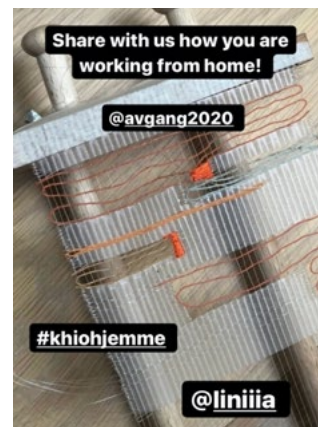 Share with us how you are
working from home!
@avgang2020
#khiohjemme
@liniiia